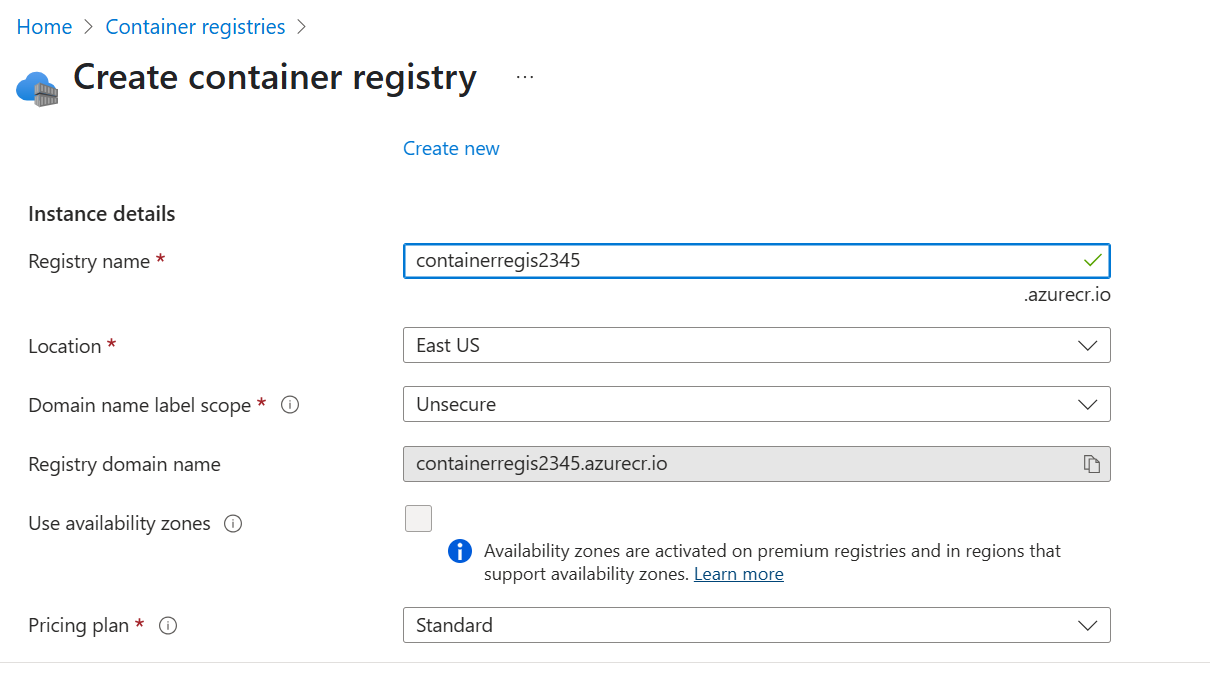 Home > Container registries >
Create container registry ...
Create new
Instance details
Registry name *
containerregis2345
.azurecr.io
Location *
East US
Domain name label scope *
Unsecure
Registry domain name
containerregis2345.azurecr.io
Use availability zones
Availability zones are activated on premium registries and in regions that
support availability zones. Learn more
Pricing plan *
Standard